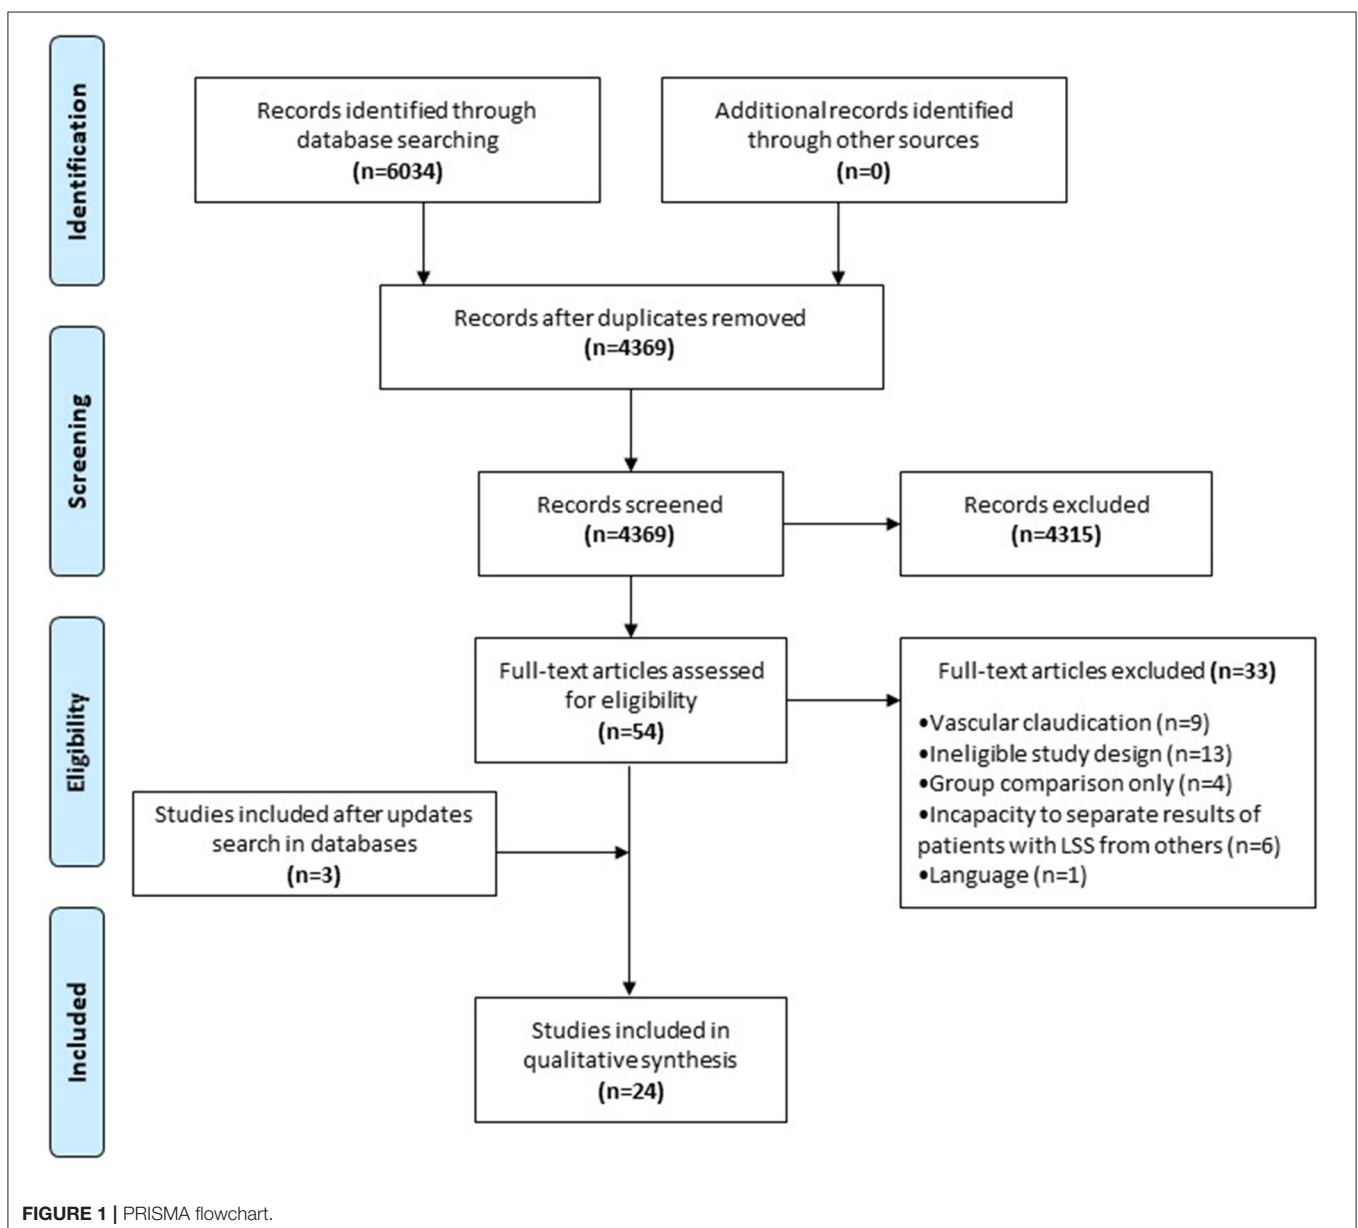 Identification
Records identified through
database searching
(n=6034)
Additional records identified
through other sources
(n=0)
Records after duplicates removed
(n=4369)
Screening
Records screened
(n=4369)
Records excluded
(n=4315)
Eligibility
Full-text articles assessed
for eligibility
(n=54)
Full-text articles excluded (n=33)
•Vascular claudication (n=9)
•Ineligible study design (n=13)
•Group comparison only (n=4)
•Incapacity to separate results of
patients with LSS from others (n=6)
•Language (n=1)
Studies included after updates
search in databases
(n=3)
Included
Studies included in
qualitative synthesis
(n=24)
FIGURE 1 | PRISMA flowchart.